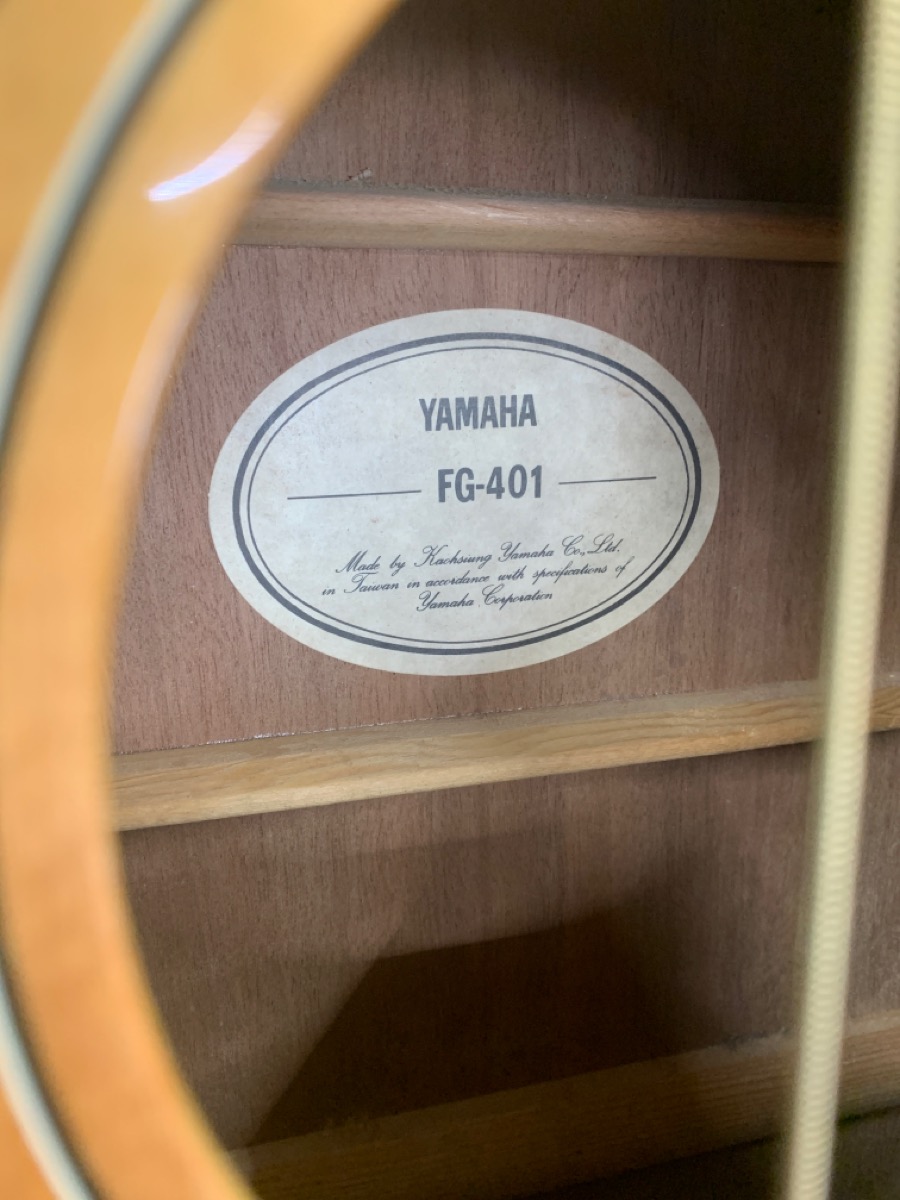 YAMAHA
FG-401
Made by Kaohsiung Yamaha Co., Ltd.
in Taiwan in accordance with specifications of
Yamaha Corporation